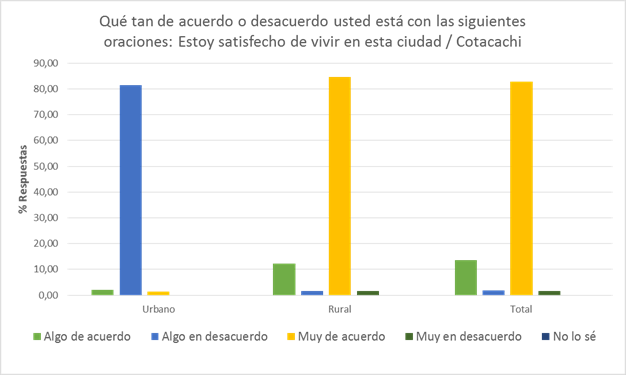 Qué tan de acuerdo o desacuerdo usted está con las siguientes
oraciones: Estoy satisfecho de vivir en esta ciudad / Cotacachi
90,00
80,00
70,00
60,00
50,00
40,00
30,00
20,00
10,00
0,00
% Respuestas
Urbano Rural Total
Algo de acuerdo Algo en desacuerdo Muy de acuerdo Muy en desacuerdo No lo sé